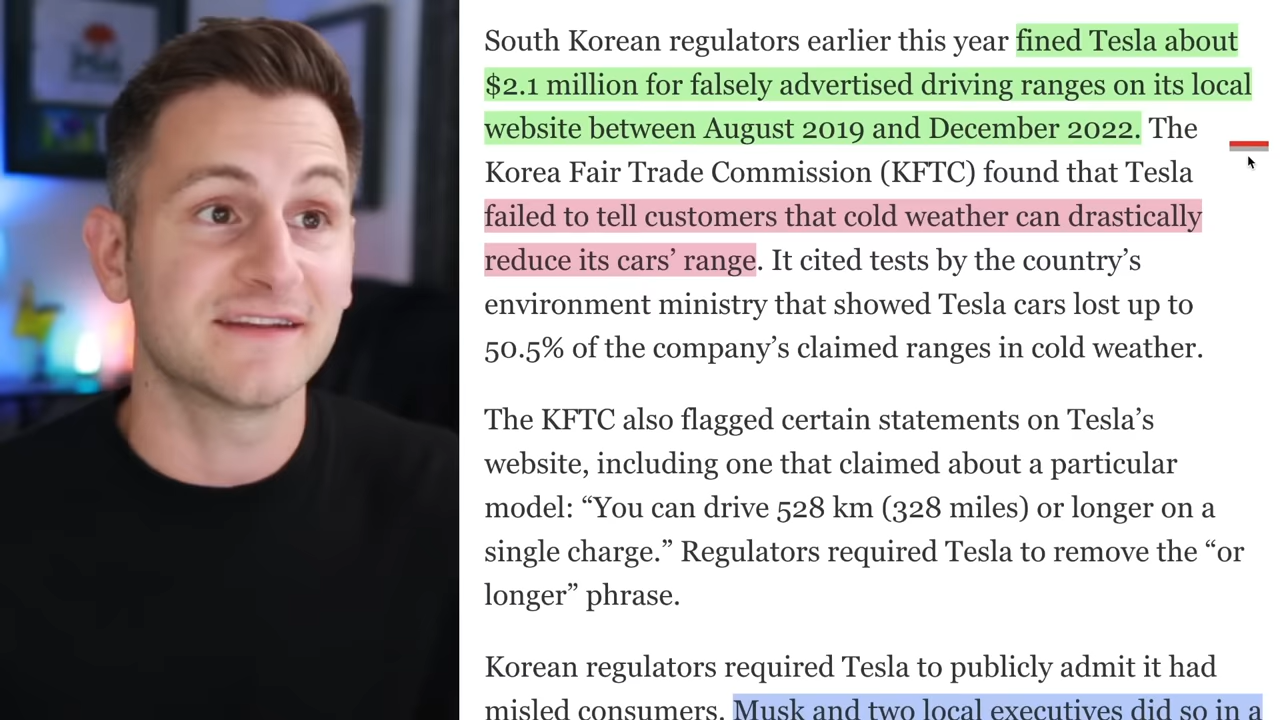 South Korean regulators earlier this year fined Tesla about
$2.1 million for falsely advertised driving ranges on its local
website between August 2019 and December 2022. The
Korea Fair Trade Commission (KFTC) found that Tesla
failed to tell customers that cold weather can drastically
reduce its cars’ range. It cited tests by the country’s
environment ministry that showed Tesla cars lost up to
50.5% of the company’s claimed ranges in cold weather.
The KFTC also flagged certain statements on Tesla’s
website, including one that claimed about a particular
model: “You can drive 528 km (328 miles) or longer on a
single charge.” Regulators required Tesla to remove the “or
longer” phrase.
Korean regulators required Tesla to publicly admit it had
misled consumers. Musk and two local executives did so in a